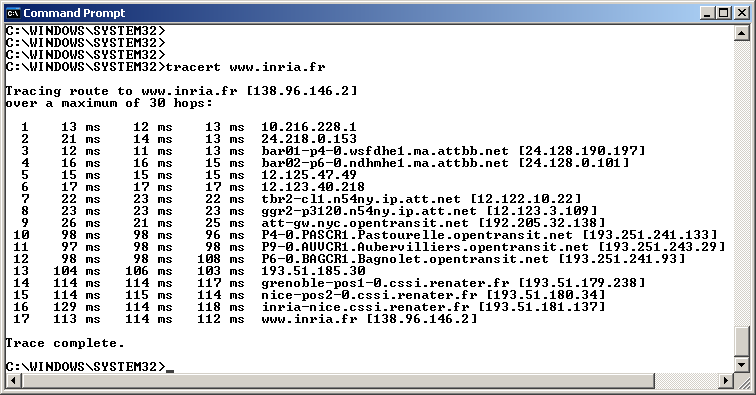 Command Prompt
C:\WINDOWS\SYSTEM32>
C:\WINDOWS\SYSTEM32>
C:\WINDOWS\SYSTEM32>
C:\WINDOWS\SYSTEM32>tracert www.inria.fr
Tracing route to www.inria.fr [138.96.146.2]
over a maximum of 30 hops:
1 13 ms 12 ms 13 ms 10.216.228.1
2 21 ms 14 ms 13 ms 24.218.0.153
3 12 ms 11 ms 13 ms bar01-p4-0.wsfdhe1.ma.attbb.net [24.128.190.197]
4 16 ms 16 ms 15 ms bar02-p6-0.ndhmhe1.ma.attbb.net [24.128.0.101]
5 15 ms 15 ms 15 ms 12.125.47.49
6 17 ms 17 ms 17 ms 12.123.40.218
7 22 ms 23 ms 22 ms tbr2-cl1.n54ny.ip.att.net [12.122.10.22]
8 23 ms 23 ms 23 ms ggr2-p3120.n54ny.ip.att.net [12.123.3.109]
9 26 ms 21 ms 25 ms att-gw.nyc.opentransit.net [192.205.32.138]
10 98 ms 98 ms 96 ms P4-0.PASCR1.Pastourelle.opentransit.net [193.251.241.133]
11 97 ms 98 ms 98 ms P9-0.AUVCR1.Aubervilliers.opentransit.net [193.251.243.29]
12 98 ms 98 ms 108 ms P6-0.BAGCR1.Bagnolet.opentransit.net [193.251.241.93]
13 104 ms 106 ms 103 ms 193.51.185.30
14 114 ms 114 ms 117 ms grenoble-pos1-0.cssi.renater.fr [193.51.179.238]
15 114 ms 115 ms 114 ms nice-pos2-0.cssi.renater.fr [193.51.180.34]
16 129 ms 114 ms 118 ms inria-nice.cssi.renater.fr [193.51.181.137]
17 113 ms 114 ms 112 ms www.inria.fr [138.96.146.2]
Trace complete.
C:\WINDOWS\SYSTEM32>_